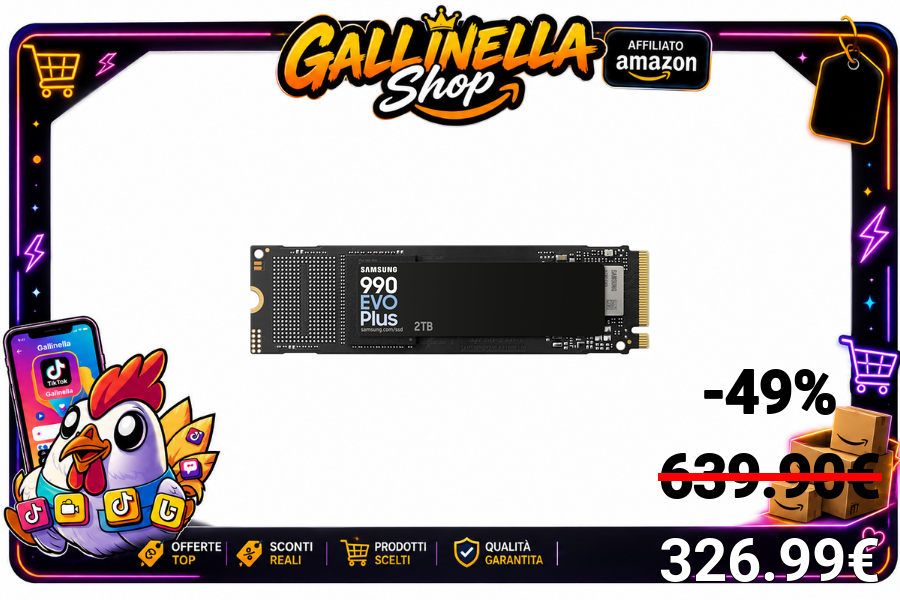 GALLINELLA
Shop
AFFILIATO
amazon
SAMSUNG
990
EVO
Plus
samsung.com/ssd
2TB
Gallinella
TikTok
Gallinella
-49%
639.90€
326.99€
OFFERTE
TOP
SCONTI
REALI
PRODOTTI
SCELTI
QUALITÀ
GARANTITA